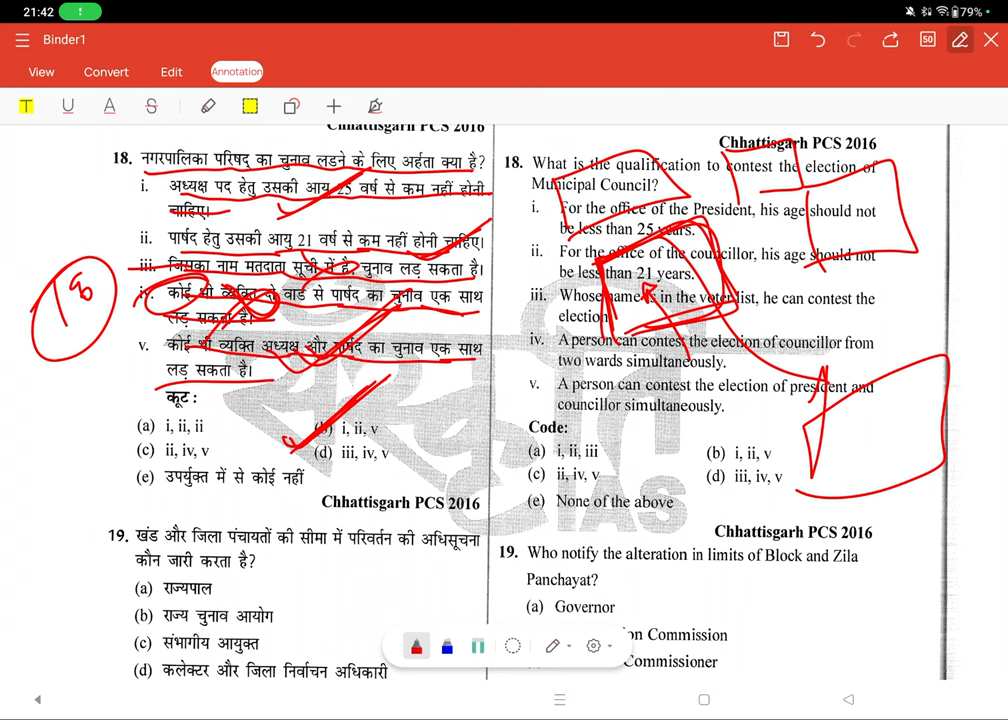 21:42
79%
Binder1
50
View Convert Edit Annotation
T U A S
Chhattisgarh PCS 2016
18. नगरपालिका परिषद् का चुनाव लडने के लिए अर्हता क्या है?
i. अध्यक्ष पद हेतु उसकी आयु 25 वर्ष से कम नहीं होनी
चाहिए।
ii. पार्षद हेतु उसकी आयु 21 वर्ष से कम नहीं होनी चाहिए।
iii. जिसका नाम मतदाता सूची में है, चुनाव लड़ सकता है।
iv. कोई भी व्यक्ति दो वार्ड से पार्षद का चुनाव एक साथ
लड़ सकता है।
v. कोई भी व्यक्ति अध्यक्ष और पार्षद का चुनाव एक साथ
लड़ सकता है।
कूट:
(a) i, ii, ii
(b) i, ii, v
(c) ii, iv, v
(d) iii, iv, v
(e) उपर्युक्त में से कोई नहीं
Chhattisgarh PCS 2016
19. खंड और जिला पंचायतों की सीमा में परिवर्तन की अधिसूचना
कौन जारी करता है?
(a) राज्यपाल
(b) राज्य चुनाव आयोग
(c) संभागीय आयुक्त
(d) कलेक्टर और जिला निर्वाचन अधिकारी
Chhattisgarh PCS 2016
18. What is the qualification to contest the election of
Municipal Council?
i. For the office of the President, his age should not
be less than 25 years.
ii. For the office of the councillor, his age should not
be less than 21 years.
iii. Whose name is in the voter list, he can contest the
election.
iv. A person can contest the election of councillor from
two wards simultaneously.
v. A person can contest the election of president and
councillor simultaneously.
Code:
(a) i, ii, iii
(b) i, ii, v
(c) ii, iv, v
(d) iii, iv, v
(e) None of the above
Chhattisgarh PCS 2016
19. Who notify the alteration in limits of Block and Zila
Panchayat?
(a) Governor
on Commission
Commissioner
IAS